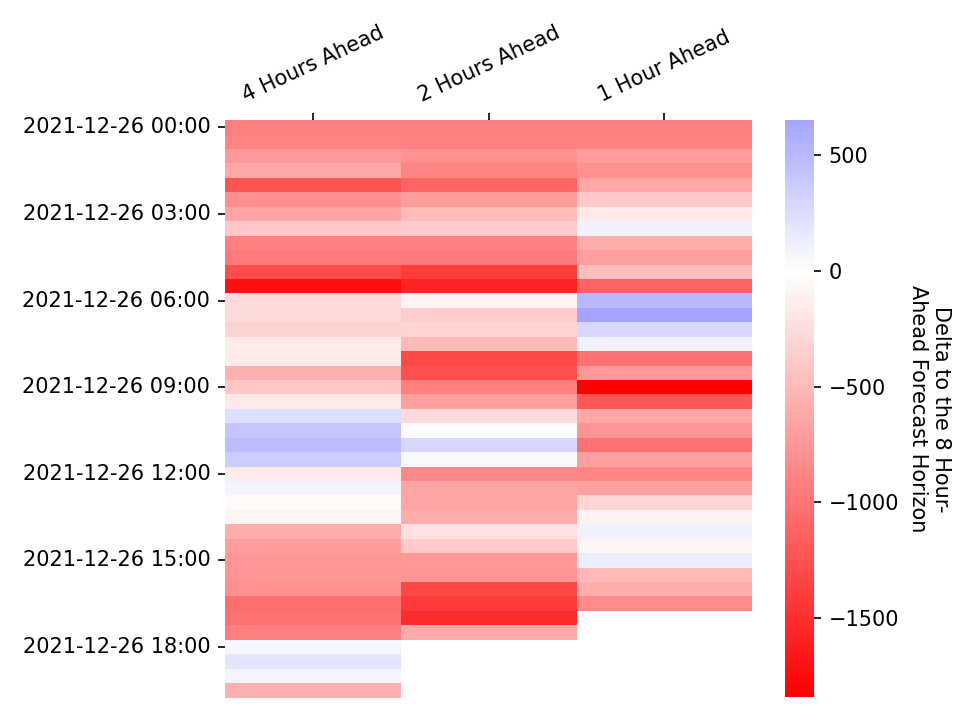 4 Hours Ahead
2 Hours Ahead
1 Hour Ahead
2021-12-26 00:00
2021-12-26 03:00
2021-12-26 06:00
2021-12-26 09:00
2021-12-26 12:00
2021-12-26 15:00
2021-12-26 18:00
500
0
−500
−1000
−1500
Delta to the 8 Hour-
Ahead Forecast Horizon